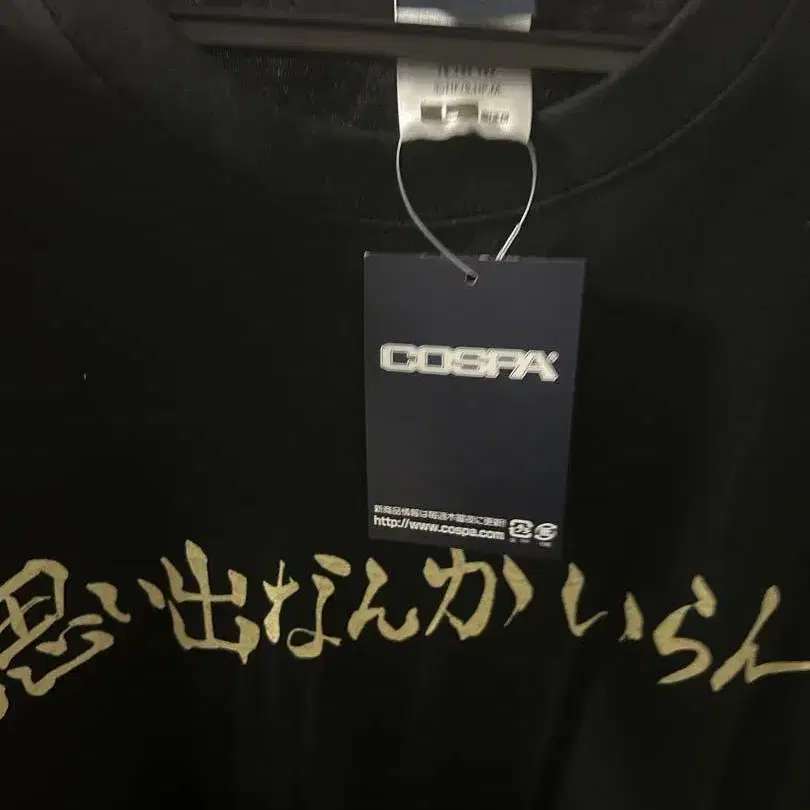 COSPA
新商品情報は毎週木曜夜に更新!
http://www.cospa.com
思い出なんかいらん